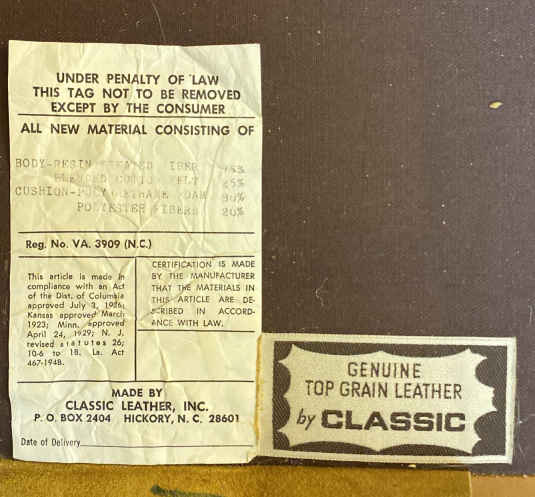 UNDER PENALTY OF LAW
THIS TAG NOT TO BE REMOVED
EXCEPT BY THE CONSUMER
ALL NEW MATERIAL CONSISTING OF
BODY-RESIN TREATED IBER
BLENDED COTTO FELT
CUSHION-POLYURETHANE FOAM 80%
POLYESTER FIBERS 20%
Reg. No. VA. 3909 (N.C.)
This article is made in
compliance with an Act
of the Dist. of Columbia
approved July 3, 1926;
Kansas approved March
1923; Minn. approved
April 24, 1929; N. J.
revised statutes 26;
10-6 to 18. La. Act
467-1948.
CERTIFICATION IS MADE
BY THE MANUFACTURER
THAT THE MATERIALS IN
THIS ARTICLE ARE DE-
SCRIBED IN ACCORD-
ANCE WITH LAW.
MADE BY
CLASSIC LEATHER, INC.
P. O. BOX 2404 HICKORY, N. C. 28601
Date of Delivery
GENUINE
TOP GRAIN LEATHER
by CLASSIC